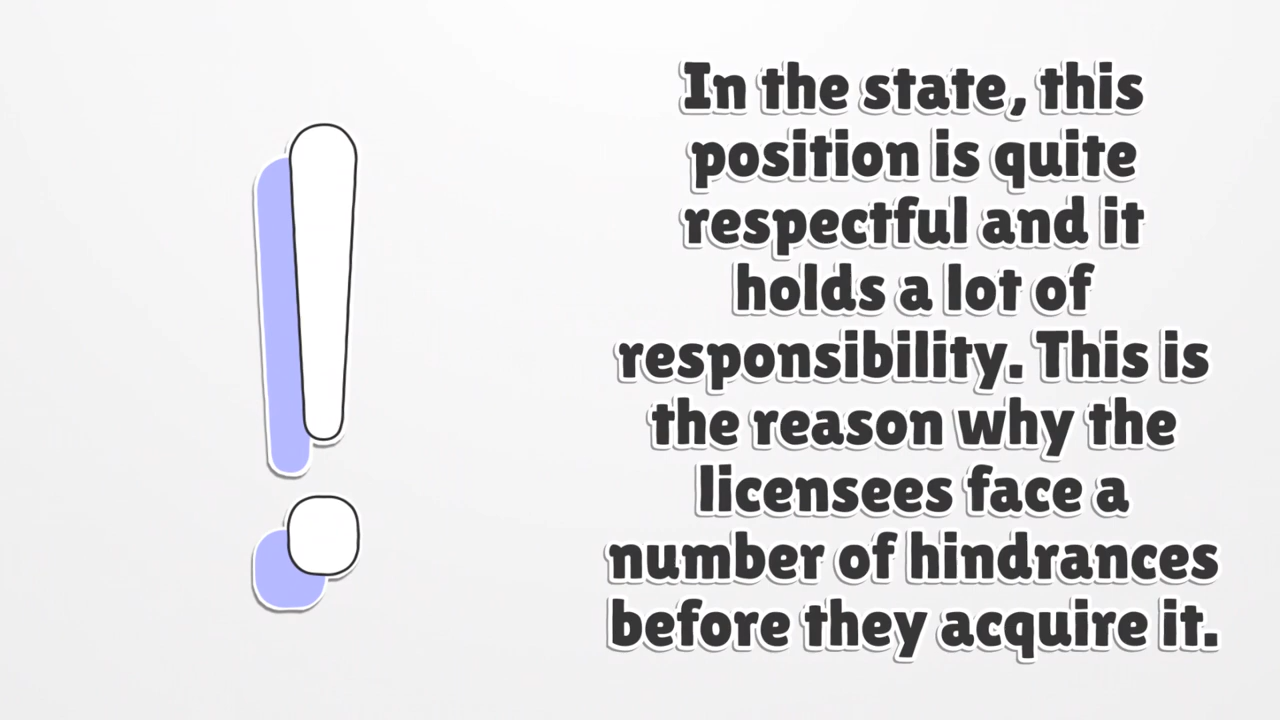 In the state, this
position is quite
respectful and it
holds a lot of
responsibility. This is
the reason why the
licensees face a
number of hindrances
before they acquire it.